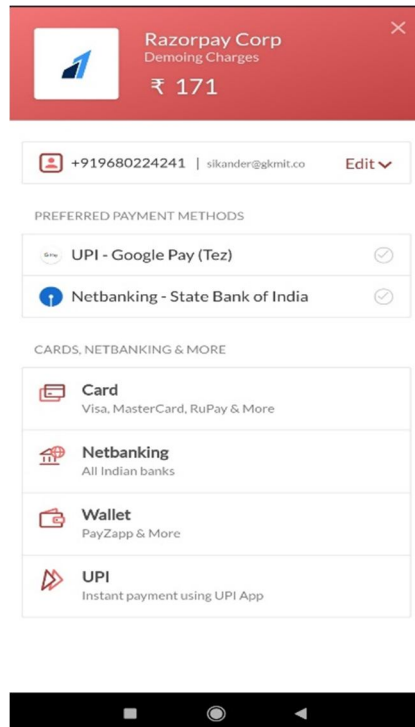 Razorpay Corp
Demoing Charges
₹ 171
+919680224241 | sikander@gkmit.co Edit
PREFERRED PAYMENT METHODS
UPI - Google Pay (Tez)
Netbanking - State Bank of India
CARDS, NETBANKING & MORE
Card
Visa, MasterCard, RuPay & More
Netbanking
All Indian banks
Wallet
PayZapp & More
UPI
Instant payment using UPI App